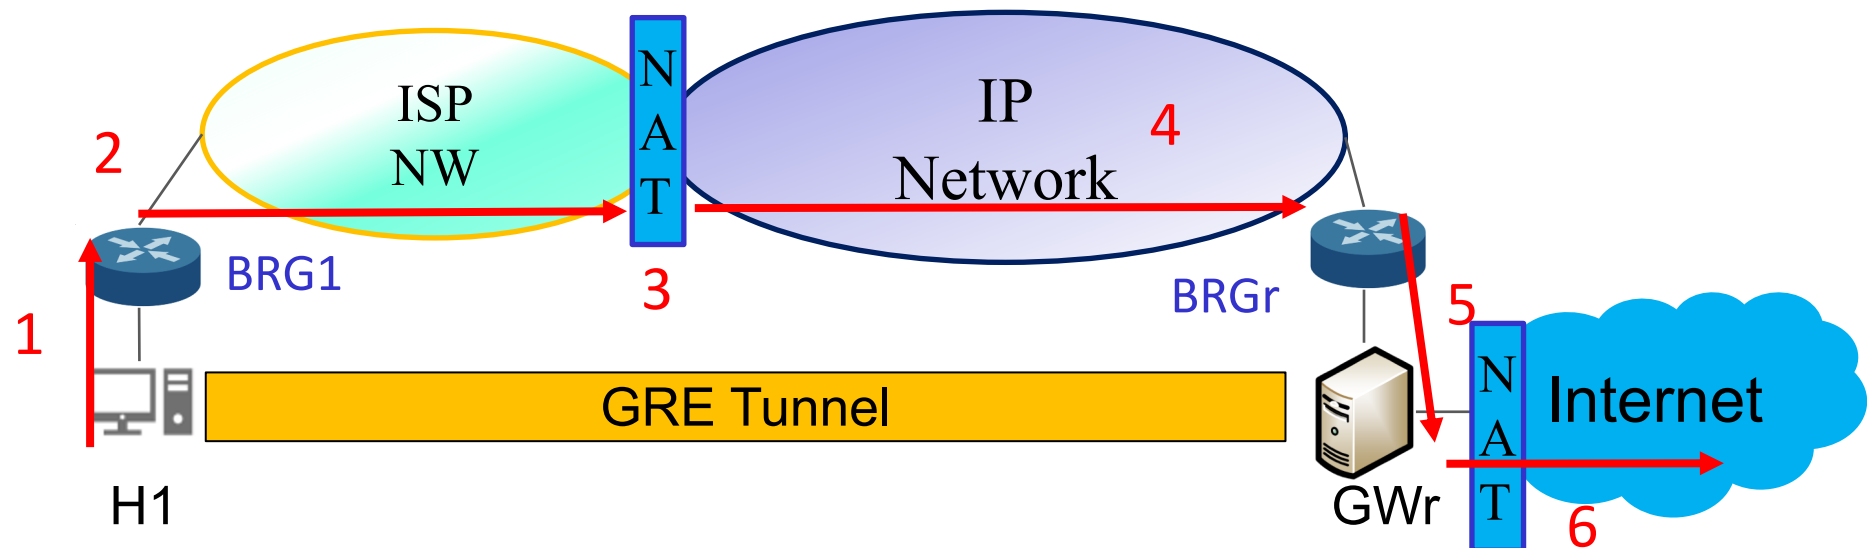 ISP
NW
N
A
T
IP
Network
4
2
BRG1
3
BRGr
5
1
GRE Tunnel
N
A
T
Internet
H1
GWr
6